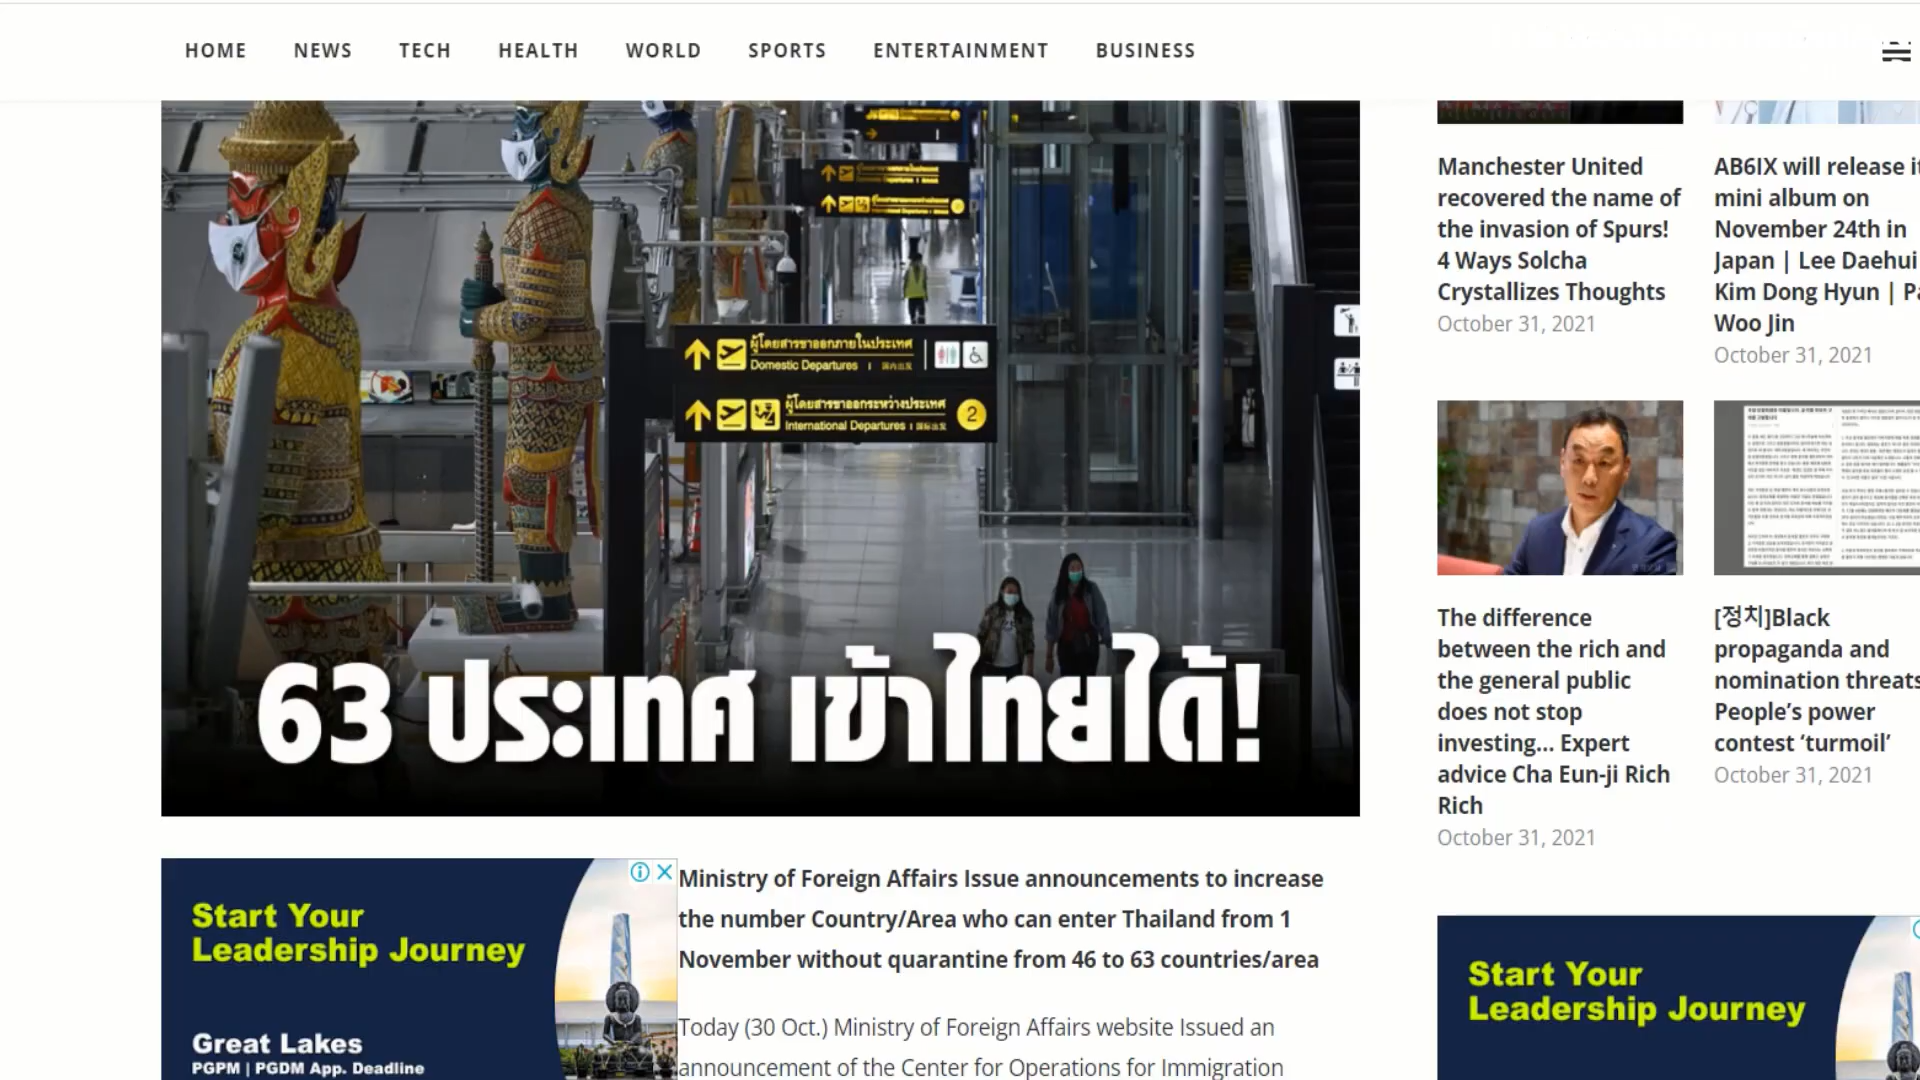 HOME NEWS TECH HEALTH WORLD SPORTS ENTERTAINMENT BUSINESS
ผู้โดยสารขาออกภายในประเทศ
Domestic Departures
ผู้โดยสารขาออกระหว่างประเทศ
International Departures
2
63 ประเทศ เข้าไทยได้!
Start Your
Leadership Journey
Great Lakes
PGPM | PGDM App. Deadline
Ministry of Foreign Affairs Issue announcements to increase
the number Country/Area who can enter Thailand from 1
November without quarantine from 46 to 63 countries/area
Today (30 Oct.) Ministry of Foreign Affairs website Issued an
announcement of the Center for Operations for Immigration
Manchester United
recovered the name of
the invasion of Spurs!
4 Ways Solcha
Crystallizes Thoughts
October 31, 2021
AB6IX will release it
mini album on
November 24th in
Japan | Lee Daehui
Kim Dong Hyun | Pa
Woo Jin
October 31, 2021
The difference
between the rich and
the general public
does not stop
investing... Expert
advice Cha Eun-ji Rich
Rich
October 31, 2021
[정치]Black
propaganda and
nomination threats
People’s power
contest ‘turmoil’
October 31, 2021
Start Your
Leadership Journey